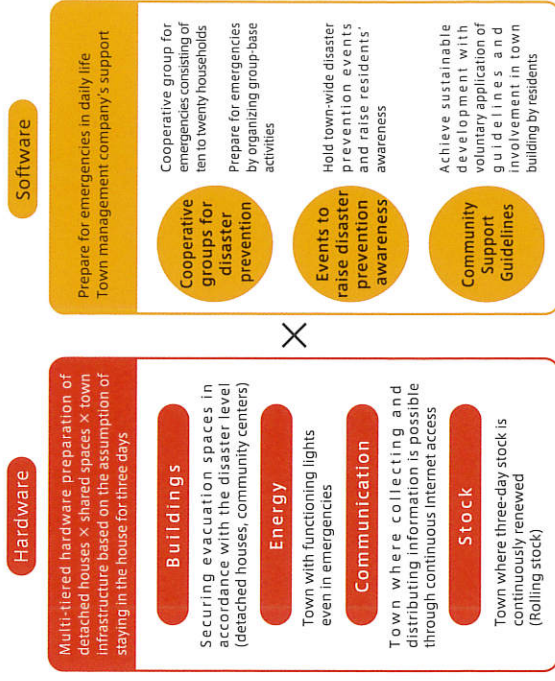 Hardware
Multi-tiered hardware preparation of
detached houses × shared spaces × town
infrastructure based on the assumption of
staying in the house for three days
Buildings
Securing evacuation spaces in
accordance with the disaster level
(detached houses, community centers)
Energy
Town with functioning lights
even in emergencies
Communication
Town where collecting and
distributing information is possible
through continuous Internet access
Stock
Town where three-day stock is
continuously renewed
(Rolling stock)
×
Software
Prepare for emergencies in daily life
Town management company's support
Cooperative
groups for
disaster
prevention
Cooperative group for
emergencies consisting of
ten to twenty households
Prepare for emergencies
by organizing group-base
activities
Events to
raise disaster
prevention
awareness
Hold town-wide disaster
prevention events
and raise residents'
awareness
Community
Support
Guidelines
Achieve sustainable
development with
voluntary application of
guidelines and
involvement in town
building by residents